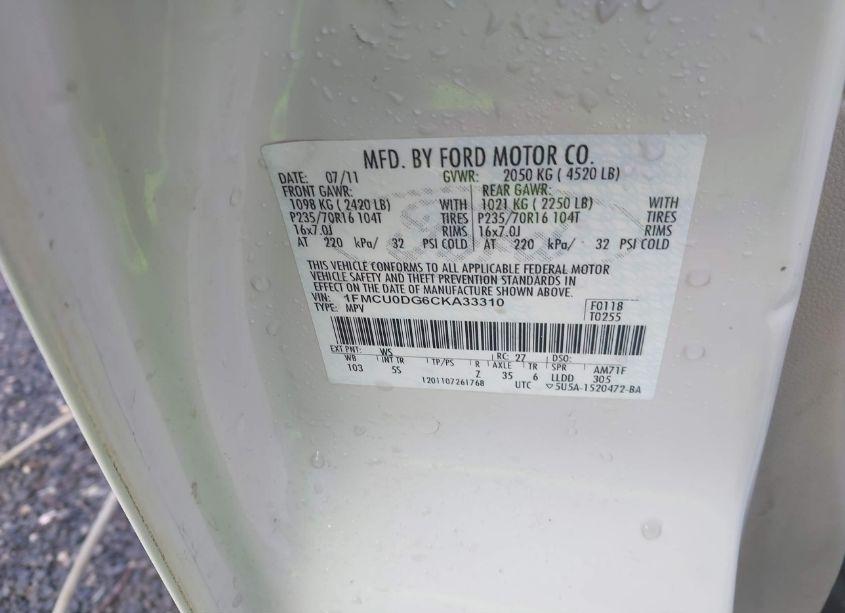 MFD. BY FORD MOTOR CO.
DATE: 07/11 GVWR: 2050 KG ( 4520 LB)
FRONT GAWR: REAR GAWR:
1098 KG ( 2420 LB) WITH 1021 KG ( 2250 LB) WITH
P235/70R16 104T TIRES P235/70R16 104T TIRES
16x7.0J RIMS 16x7.0J RIMS
AT 220 kPa/ 32 PSI COLD AT 220 kPa/ 32 PSI COLD
THIS VEHICLE CONFORMS TO ALL APPLICABLE FEDERAL MOTOR
VEHICLE SAFETY AND THEFT PREVENTION STANDARDS IN
EFFECT ON THE DATE OF MANUFACTURE SHOWN ABOVE.
VIN: 1FMCU0DG6CKA33310 F0118
TYPE: MPV T0255
EXT PNT: WS RC: 27 DSO:
WB INT TR TP/PS R AXLE TR SPR AM71F
103 5S Z 35 6 LLDD 305
1201107261768 UTC ▽5U5A-1520472-BA